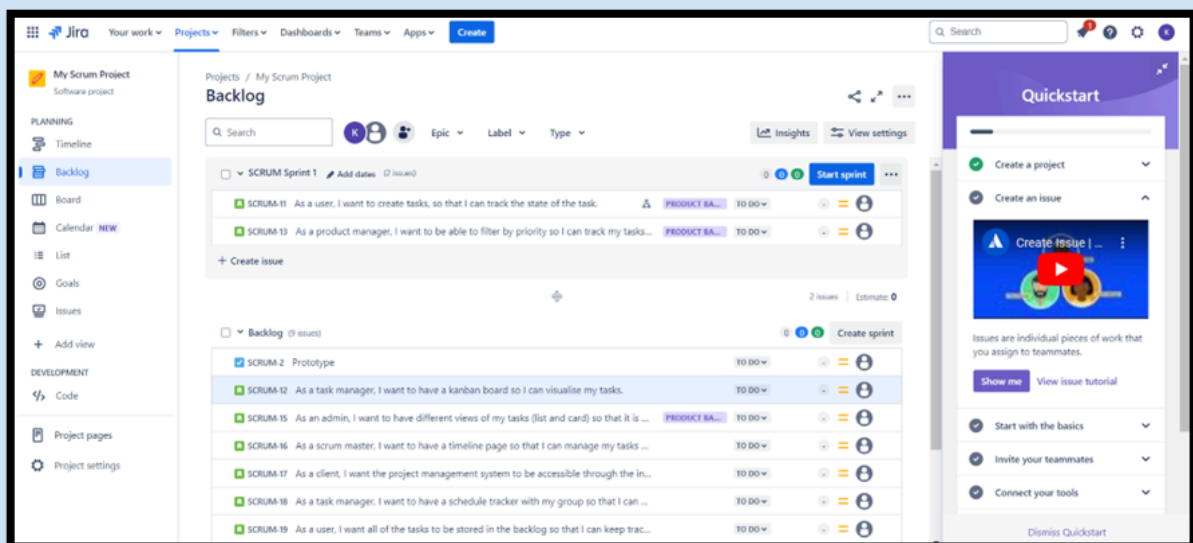 Jira Your work Projects Filters Dashboards Teams Apps Create Search 1 K
My Scrum Project
Software project
PLANNING
Timeline
Backlog
Board
Calendar NEW
List
Goals
Issues
+ Add view
DEVELOPMENT
Code
Project pages
Project settings
Projects / My Scrum Project
Backlog
Search K Epic Label Type Insights View settings
SCRUM Sprint 1 Add dates (2 issues) 0 0 0 Start sprint
SCRUM-11 As a user, I want to create tasks, so that I can track the state of the task. PRODUCT BA... TO DO -
SCRUM-13 As a product manager, I want to be able to filter by priority so I can track my tasks... PRODUCT BA... TO DO -
+ Create issue
2 issues Estimate: 0
Backlog (9 issues) 0 0 0 Create sprint
SCRUM-2 Prototype TO DO -
SCRUM-12 As a task manager, I want to have a kanban board so I can visualise my tasks. TO DO -
SCRUM-15 As an admin, I want to have different views of my tasks (list and card) so that it is ... PRODUCT BA... TO DO -
SCRUM-16 As a scrum master, I want to have a timeline page so that I can manage my tasks ... TO DO -
SCRUM-17 As a client, I want the project management system to be accessible through the in... TO DO -
SCRUM-18 As a task manager, I want to have a schedule tracker with my group so that I can ... TO DO -
SCRUM-19 As a user, I want all of the tasks to be stored in the backlog so that I can keep trac... TO DO -
Quickstart
Create a project
Create an issue
Create Issue | ...
Issues are individual pieces of work that
you assign to teammates.
Show me View issue tutorial
Start with the basics
Invite your teammates
Connect your tools
Dismiss Quickstart